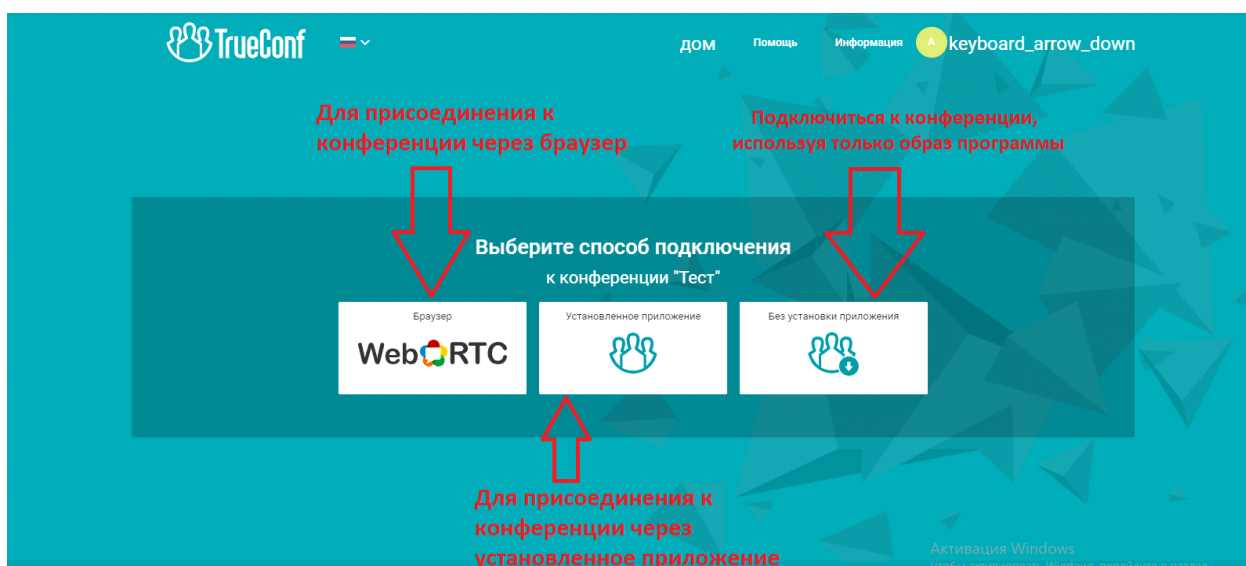 TrueConf
дом Помощь Информация A keyboard_arrow_down
Для присоединения к
конференции через браузер
Подключиться к конференции,
используя только образ программы
Выберите способ подключения
к конференции "Тест"
Браузер
WebRTC
Установленное приложение
Без установки приложения
Для присоединения к
конференции через
установленное приложение
Активация Windows